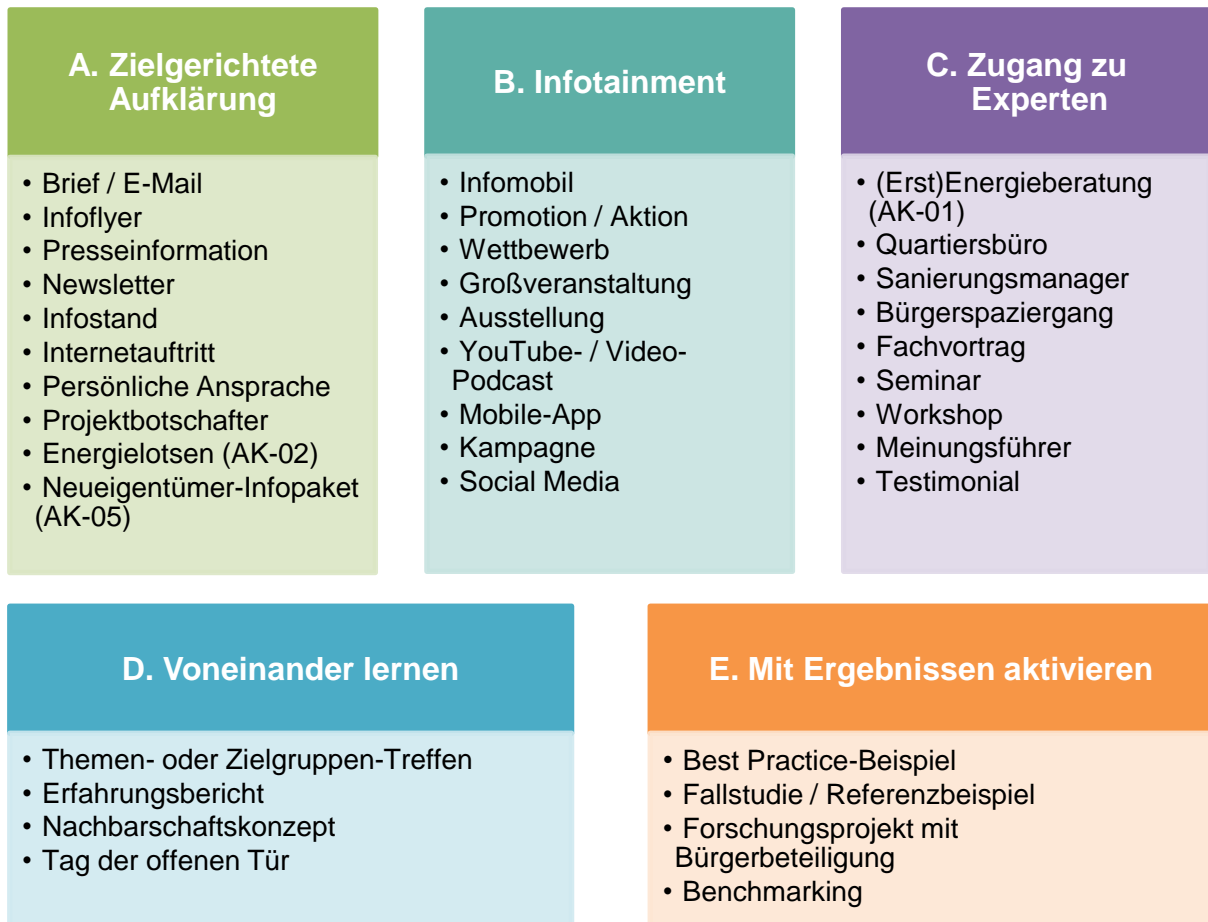 A. Zielgerichtete
Aufklärung
• Brief / E-Mail
• Infoflyer
• Presseinformation
• Newsletter
• Infostand
• Internetauftritt
• Persönliche Ansprache
• Projektbotschafter
• Energielotsen (AK-02)
• Neueigentümer-Infopaket
(AK-05)
B. Infotainment
• Infomobil
• Promotion / Aktion
• Wettbewerb
• Großveranstaltung
• Ausstellung
• YouTube- / Video-
Podcast
• Mobile-App
• Kampagne
• Social Media
C. Zugang zu
Experten
• (Erst)Energieberatung
(AK-01)
• Quartiersbüro
• Sanierungsmanager
• Bürgerspaziergang
• Fachvortrag
• Seminar
• Workshop
• Meinungsführer
• Testimonial
D. Voneinander lernen
• Themen- oder Zielgruppen-Treffen
• Erfahrungsbericht
• Nachbarschaftskonzept
• Tag der offenen Tür
E. Mit Ergebnissen aktivieren
• Best Practice-Beispiel
• Fallstudie / Referenzbeispiel
• Forschungsprojekt mit
Bürgerbeteiligung
• Benchmarking